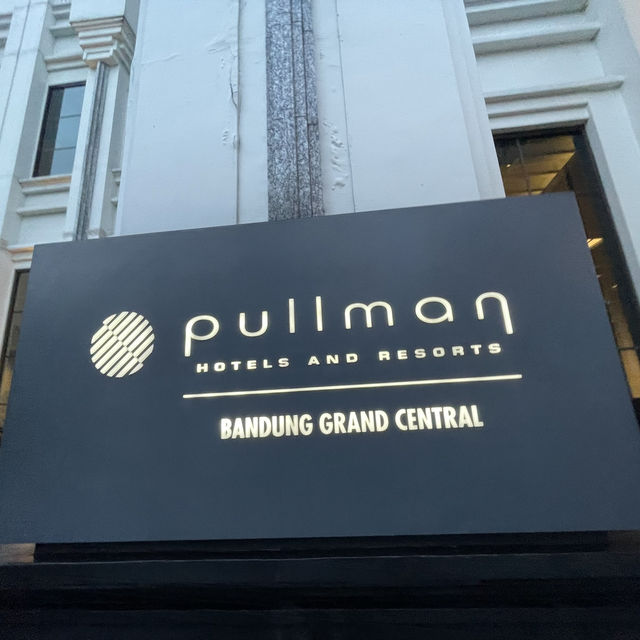 pullman
HOTELS AND RESORTS
BANDUNG GRAND CENTRAL